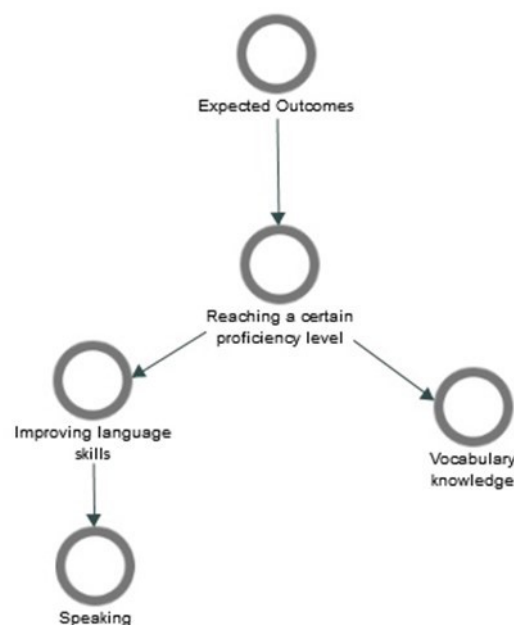 Expected Outcomes
Reaching a certain
proficiency level
Improving language
skills
Vocabulary
knowledge
Speaking